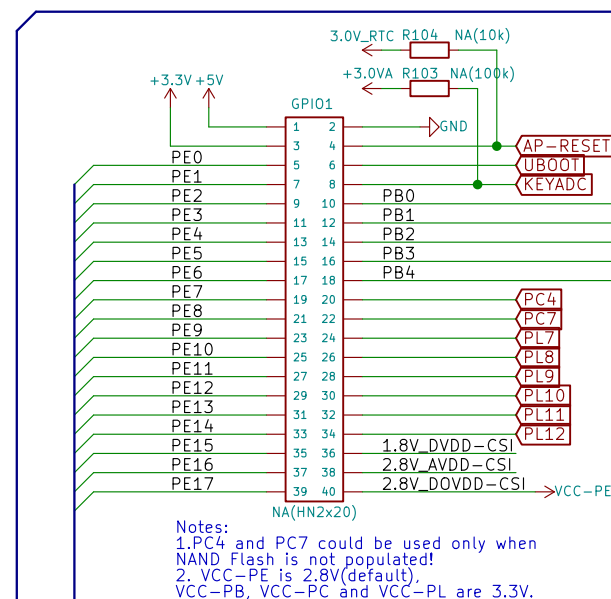 3.0V_RTC R104 NA(10k)
+3.0VA R103 NA(100k)
+3.3V +5V
GPIO1
1 2 GND
3 4 AP-RESET
PE0 5 6 UBOOT
PE1 7 8 KEYADC
PE2 9 10 PB0
PE3 11 12 PB1
PE4 13 14 PB2
PE5 15 16 PB3
PE6 17 18 PB4
PE7 19 20 PC4
PE8 21 22 PC7
PE9 23 24 PL7
PE10 25 26 PL8
PE11 27 28 PL9
PE12 29 30 PL10
PE13 31 32 PL11
PE14 33 34 PL12
PE15 35 36 1.8V_DVDD-CSI
PE16 37 38 2.8V_AVDD-CSI
PE17 39 40 2.8V_DOVDD-CSI VCC-PE
NA(HN2x20)
Notes:
1.PC4 and PC7 could be used only when
NAND Flash is not populated!
2. VCC-PE is 2.8V(default),
VCC-PB, VCC-PC and VCC-PL are 3.3V.